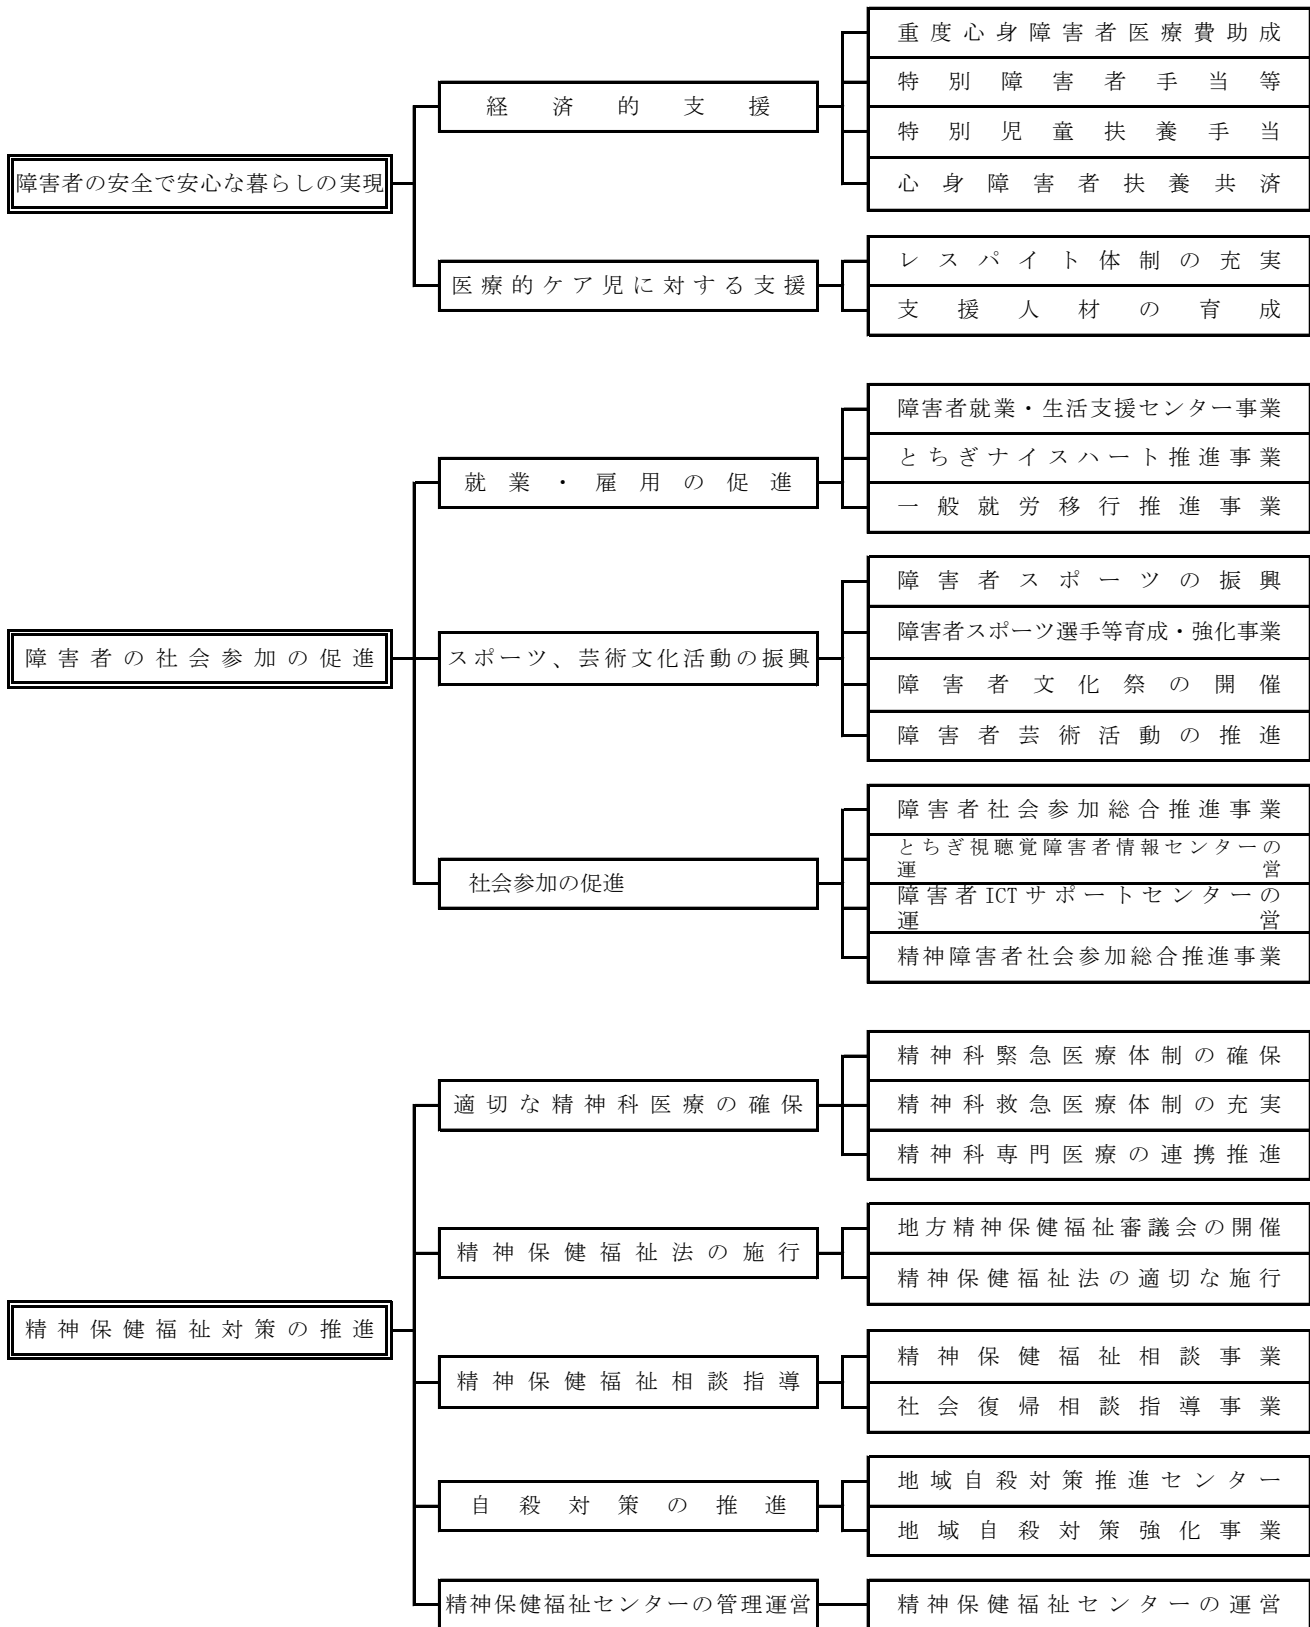 障害者の安全で安心な暮らしの実現
経済的支援
重度心身障害者医療費助成
特別障害者手当等
特別児童扶養手当
心身障害者扶養共済
医療的ケア児に対する支援
レスパイト体制の充実
支援人材の育成
障害者の社会参加の促進
就業・雇用の促進
障害者就業・生活支援センター事業
とちぎナイスハート推進事業
一般就労移行推進事業
スポーツ、芸術文化活動の振興
障害者スポーツの振興
障害者スポーツ選手等育成・強化事業
障害者文化祭の開催
障害者芸術活動の推進
社会参加の促進
障害者社会参加総合推進事業
とちぎ視聴覚障害者情報センターの
運営
障害者ICTサポートセンターの
運営
精神障害者社会参加総合推進事業
精神保健福祉対策の推進
適切な精神科医療の確保
精神科緊急医療体制の確保
精神科救急医療体制の充実
精神科専門医療の連携推進
精神保健福祉法の施行
地方精神保健福祉審議会の開催
精神保健福祉法の適切な施行
精神保健福祉相談指導
精神保健福祉相談事業
社会復帰相談指導事業
自殺対策の推進
地域自殺対策推進センター
地域自殺対策強化事業
精神保健福祉センターの管理運営
精神保健福祉センターの運営